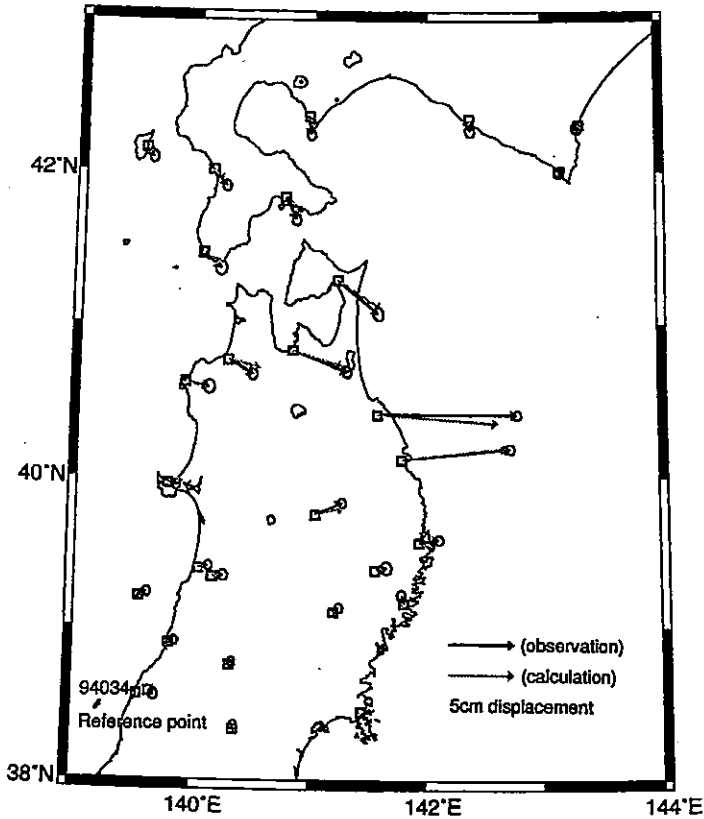 42°N
40°N
94034
Reference point
(observation)
(calculation)
5cm displacement
38°N
140°E
142°E
144°E